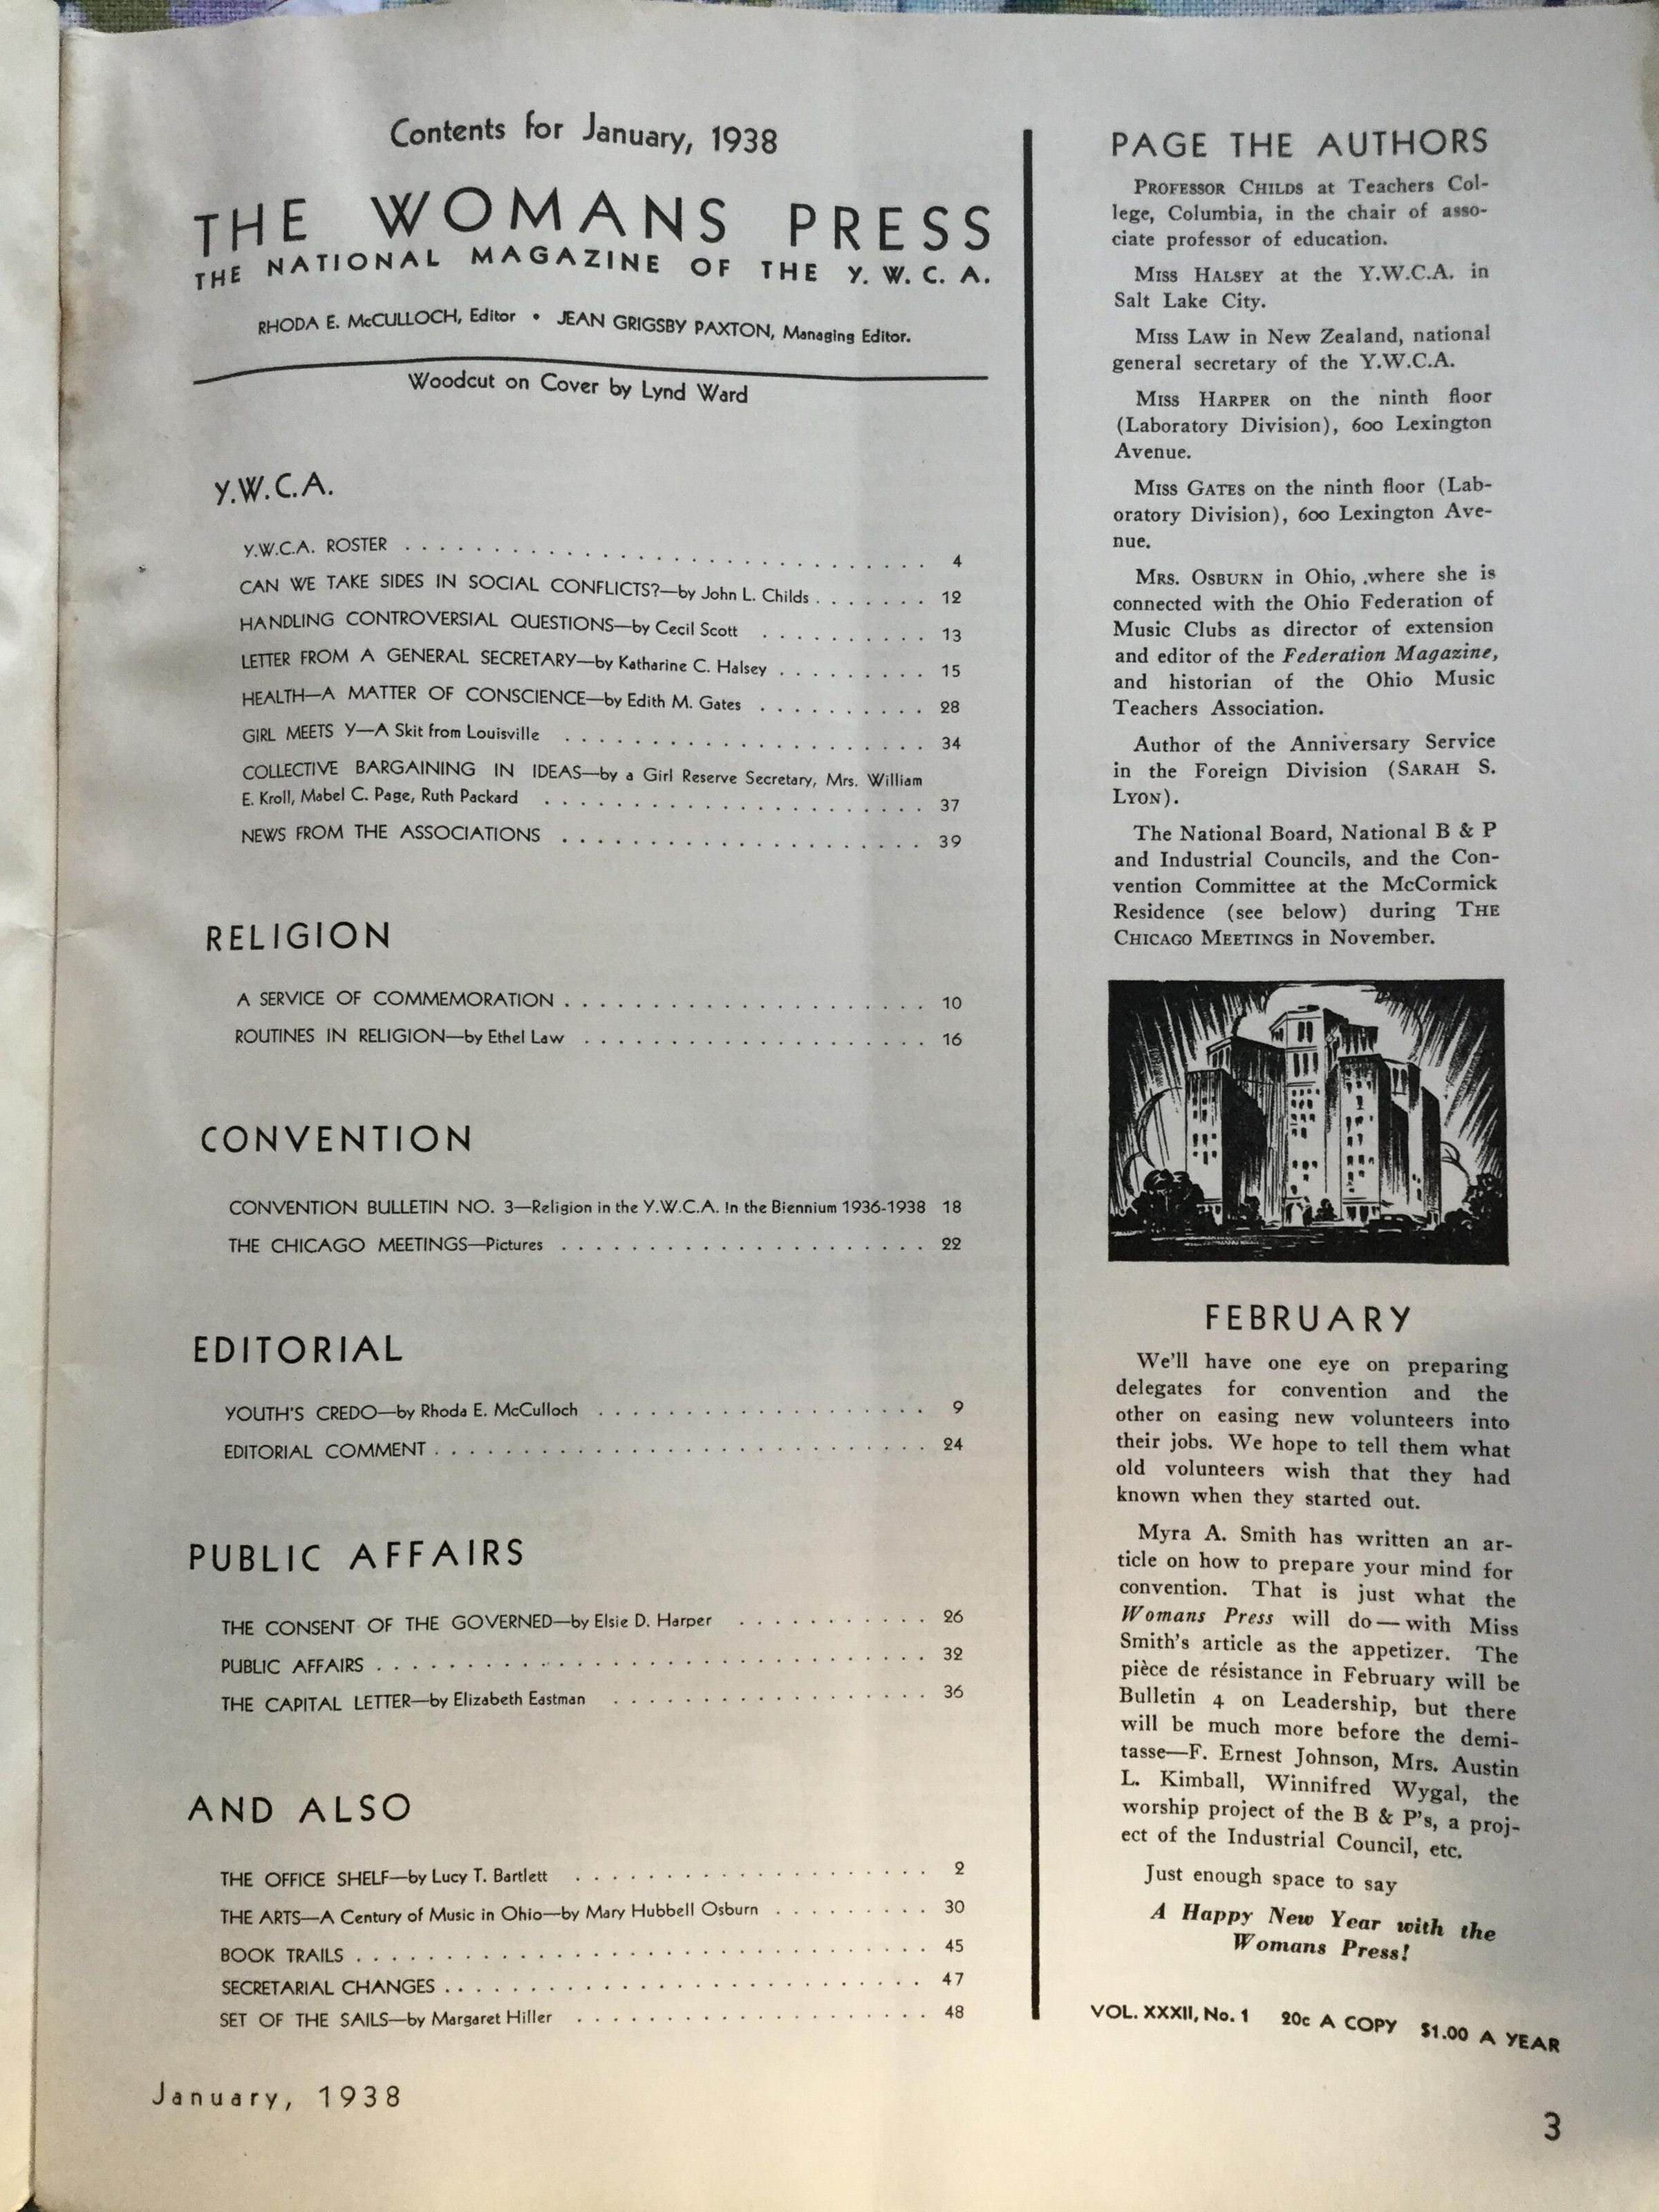 Contents for January, 1938
THE WOMANS PRESS
THE NATIONAL MAGAZINE OF THE Y. W. C. A.
RHODA E. McCULLOCH, Editor • JEAN GRIGSBY PAXTON, Managing Editor.
Woodcut on Cover by Lynd Ward
Y.W.C.A.
Y.W.C.A. ROSTER . . . . . . . . . . 4
CAN WE TAKE SIDES IN SOCIAL CONFLICTS?—by John L. Childs . . . . . . . 12
HANDLING CONTROVERSIAL QUESTIONS—by Cecil Scott . . . . . . . . . . 13
LETTER FROM A GENERAL SECRETARY—by Katharine C. Halsey . . . . . . . . . 15
HEALTH—A MATTER OF CONSCIENCE—by Edith M. Gates . . . . . . . . . . 28
GIRL MEETS Y—A Skit from Louisville . . . . . . . . . . 34
COLLECTIVE BARGAINING IN IDEAS—by a Girl Reserve Secretary, Mrs. William
E. Kroll, Mabel C. Page, Ruth Packard . . . . . . . . . . 37
NEWS FROM THE ASSOCIATIONS . . . . . . . . . . 39
RELIGION
A SERVICE OF COMMEMORATION . . . . . . . . . . 10
ROUTINES IN RELIGION—by Ethel Law . . . . . . . . . . 16
CONVENTION
CONVENTION BULLETIN NO. 3—Religion in the Y.W.C.A. In the Biennium 1936-1938 18
THE CHICAGO MEETINGS—Pictures . . . . . . . . . . 22
EDITORIAL
YOUTH'S CREDO—by Rhoda E. McCulloch . . . . . . . . . . 9
EDITORIAL COMMENT . . . . . . . . . . 24
PUBLIC AFFAIRS
THE CONSENT OF THE GOVERNED—by Elsie D. Harper . . . . . . . . . . 26
PUBLIC AFFAIRS . . . . . . . . . . 32
THE CAPITAL LETTER—by Elizabeth Eastman . . . . . . . . . . 36
AND ALSO
THE OFFICE SHELF—by Lucy T. Bartlett . . . . . . . . . . 2
THE ARTS—A Century of Music in Ohio—by Mary Hubbell Osburn . . . . . . . . . 30
BOOK TRAILS . . . . . . . . . . 45
SECRETARIAL CHANGES . . . . . . . . . . 47
SET OF THE SAILS—by Margaret Hiller . . . . . . . . . . 48
January, 1938
PAGE THE AUTHORS
PROFESSOR CHILDS at Teachers Col-
lege, Columbia, in the chair of asso-
ciate professor of education.
MISS HALSEY at the Y.W.C.A. in
Salt Lake City.
MISS LAW in New Zealand, national
general secretary of the Y.W.C.A.
MISS HARPER on the ninth floor
(Laboratory Division), 600 Lexington
Avenue.
MISS GATES on the ninth floor (Lab-
oratory Division), 600 Lexington Ave-
nue.
MRS. OSBURN in Ohio, where she is
connected with the Ohio Federation of
Music Clubs as director of extension
and editor of the Federation Magazine,
and historian of the Ohio Music
Teachers Association.
Author of the Anniversary Service
in the Foreign Division (SARAH S.
LYON).
The National Board, National B & P
and Industrial Councils, and the Con-
vention Committee at the McCormick
Residence (see below) during THE
CHICAGO MEETINGS in November.
FEBRUARY
We'll have one eye on preparing
delegates for convention and the
other on easing new volunteers into
their jobs. We hope to tell them what
old volunteers wish that they had
known when they started out.
Myra A. Smith has written an ar-
ticle on how to prepare your mind for
convention. That is just what the
Womans Press will do—with Miss
Smith's article as the appetizer. The
pièce de résistance in February will be
Bulletin 4 on Leadership, but there
will be much more before the demi-
tasse—F. Ernest Johnson, Mrs. Austin
L. Kimball, Winnifred Wygal, the
worship project of the B & P's, a proj-
ect of the Industrial Council, etc.
Just enough space to say
A Happy New Year with the
Womans Press!
VOL. XXXII, No. 1 20c A COPY $1.00 A YEAR
3